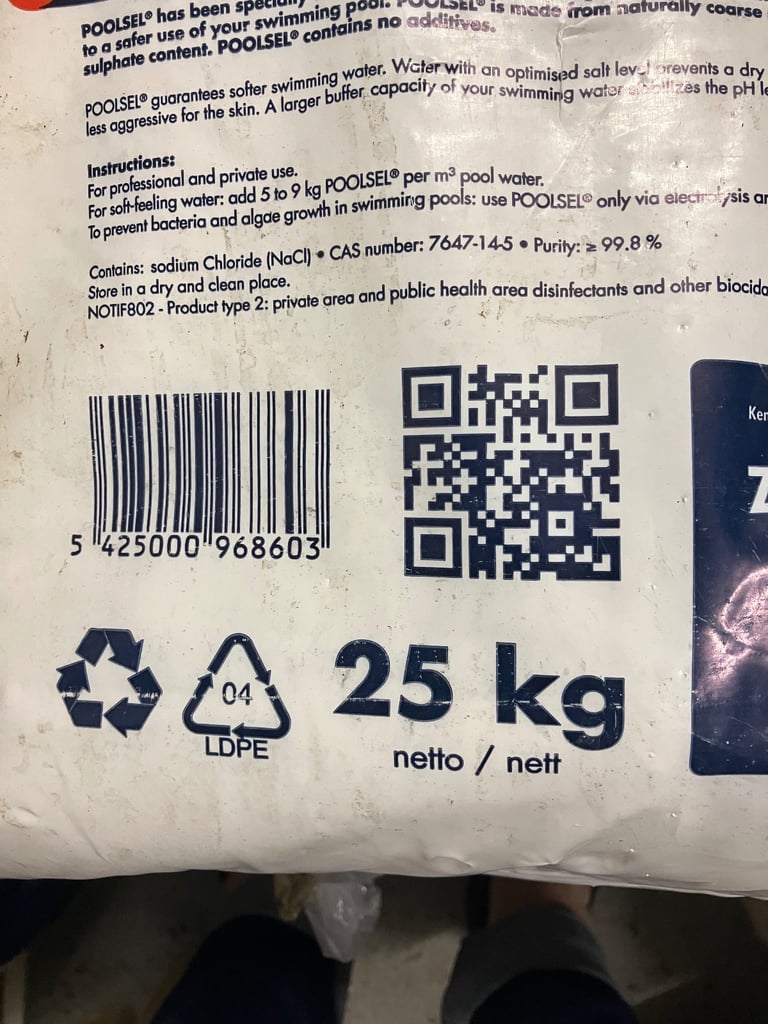 POOLSEL® has been specially
to a safer use of your swimming pool. POOLSEL® is made from naturally coarse
sulphate content. POOLSEL® contains no additives.
POOLSEL® guarantees softer swimming water. Water with an optimised salt level prevents a dry
less aggressive for the skin. A larger buffer capacity of your swimming water stabilizes the pH
Instructions:
For professional and private use.
For soft-feeling water: add 5 to 9 kg POOLSEL® per m³ pool water.
To prevent bacteria and algae growth in swimming pools: use POOLSEL® only via electrolysis
Contains: sodium Chloride (NaCl) • CAS number: 7647-14-5 • Purity: ≥ 99.8 %
Store in a dry and clean place.
NOTIF802 - Product type 2: private area and public health area disinfectants and other
5 425000 968603
04
LDPE
25 kg
netto / nett